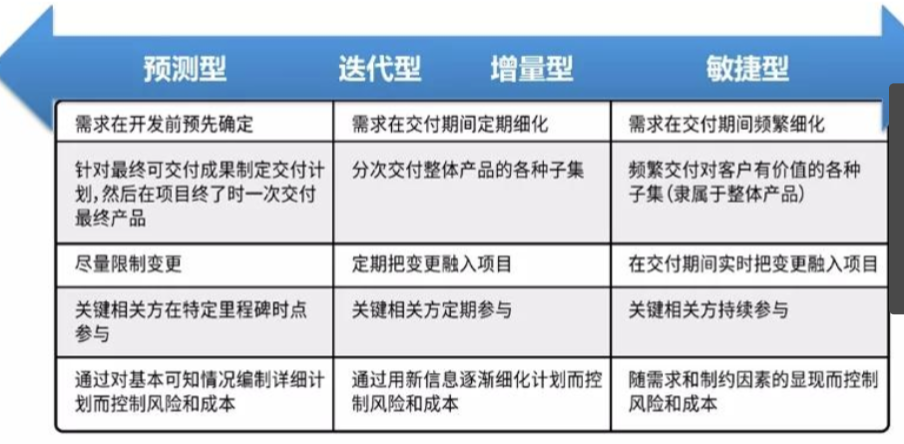 预测型 迭代型 增量型 敏捷型
需求在开发前预先确定
需求在交付期间定期细化
需求在交付期间频繁细化
针对最终可交付成果制定交付计
划,然后在项目终了时一次交付
最终产品
分次交付整体产品的各种子集
频繁交付对客户有价值的各种
子集(隶属于整体产品)
尽量限制变更
定期把变更融入项目
在交付期间实时把变更融入项目
关键相关方在特定里程碑时点
参与
关键相关方定期参与
关键相关方持续参与
通过对基本可知情况编制详细计
划而控制风险和成本
通过用新信息逐渐细化计划而控
制风险和成本
随需求和制约因素的显现而控制
风险和成本